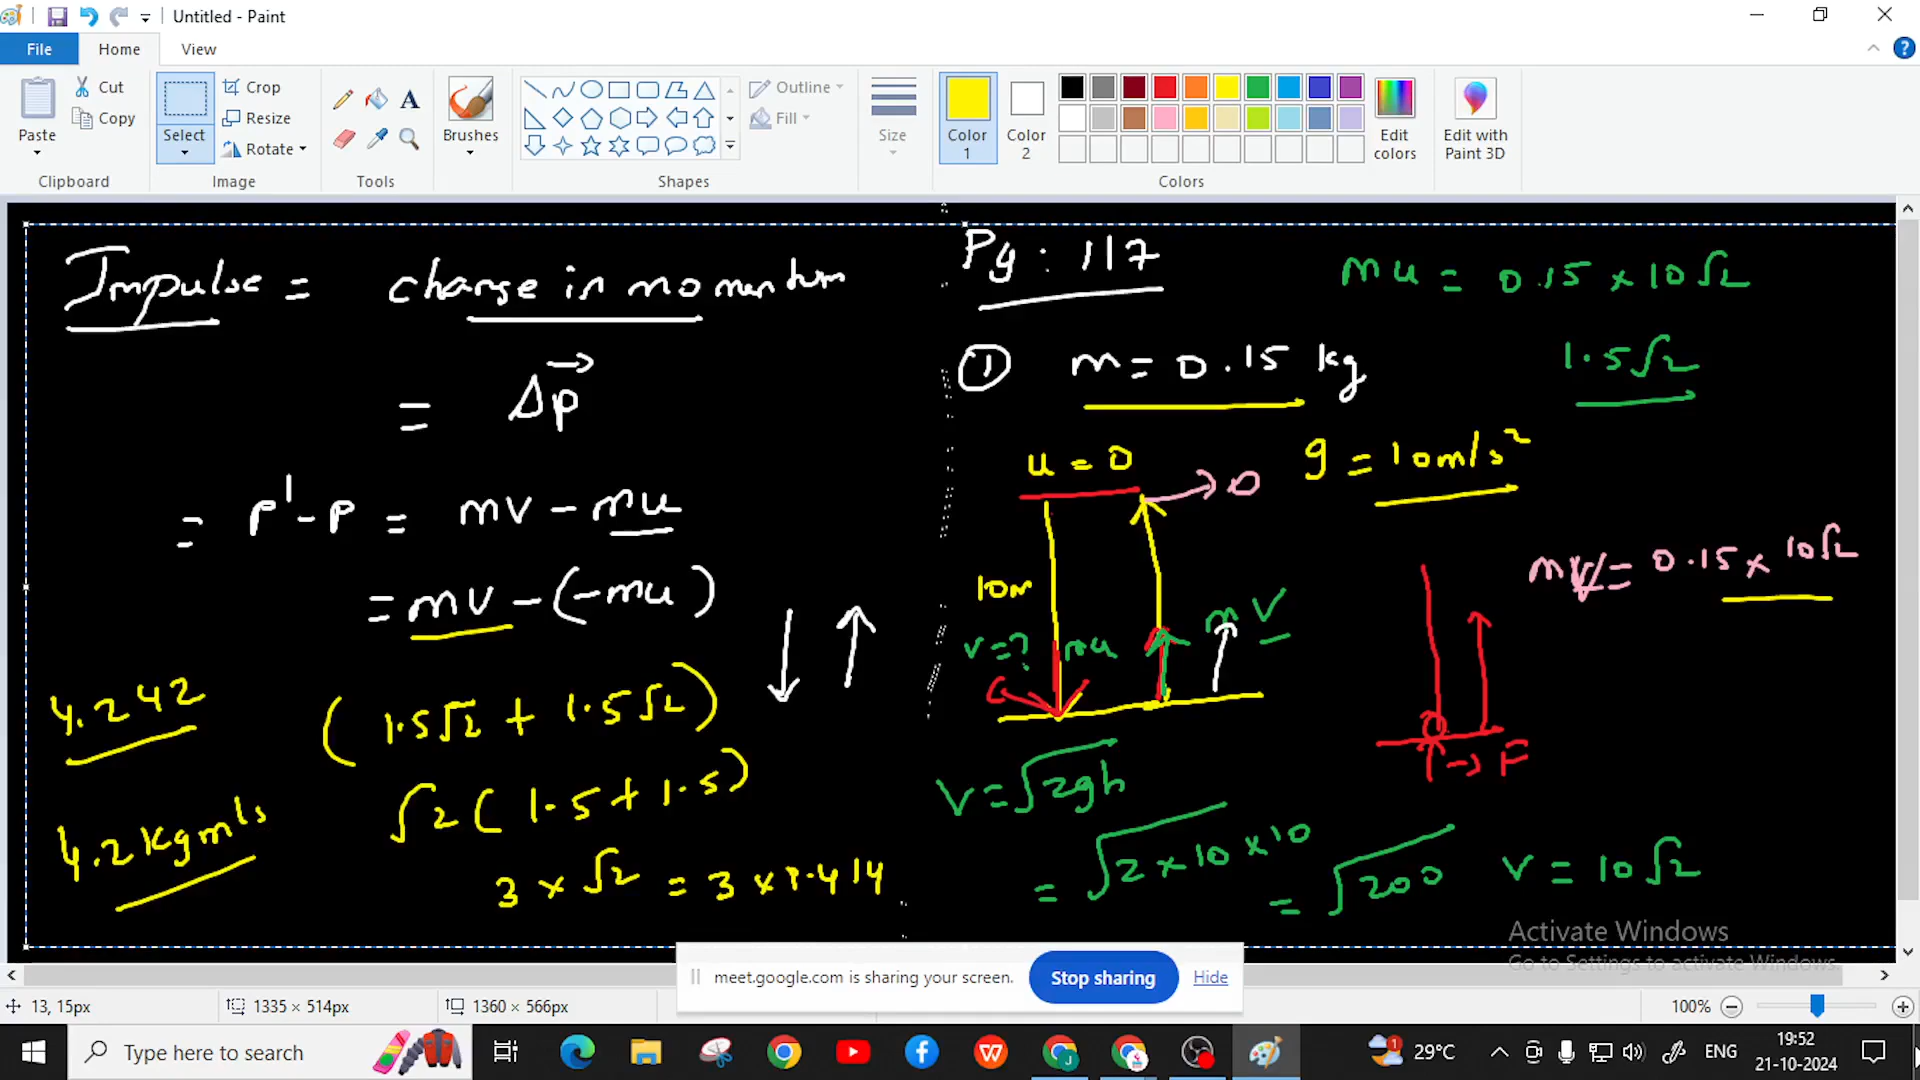 Untitled - Paint
File Home View
Paste
Cut
Copy
Clipboard
Select
Crop
Resize
Rotate
Image
Tools
Brushes
Shapes
Outline
Fill
Size
Color 1
Color 2
Edit colors
Edit with Paint 3D
Colors
Impulse = change in momentum
= Δp→
= p' - p = mv - mu
= mv - (-mu)
(1.5√2 + 1.5√2)
√2 (1.5 + 1.5)
3 × √2 = 3 × 1.414
4.242
4.2 kgm/s
Pg : 117
① m = 0.15 kg
mu = 0.15 × 10√2
1.5√2
g = 10m/s²
u = 0
→ 0
10m
v = ?
mu
mv
mv = 0.15 × 10√2
→ F
v = √2gh
= √2 × 10 × 10
= √200
v = 10√2
Activate Windows
Go to Settings to activate Windows.
meet.google.com is sharing your screen. Stop sharing Hide
13, 15px 1335 × 514px 1360 × 566px 100%
Type here to search
1 29°C ENG
19:52
21-10-2024